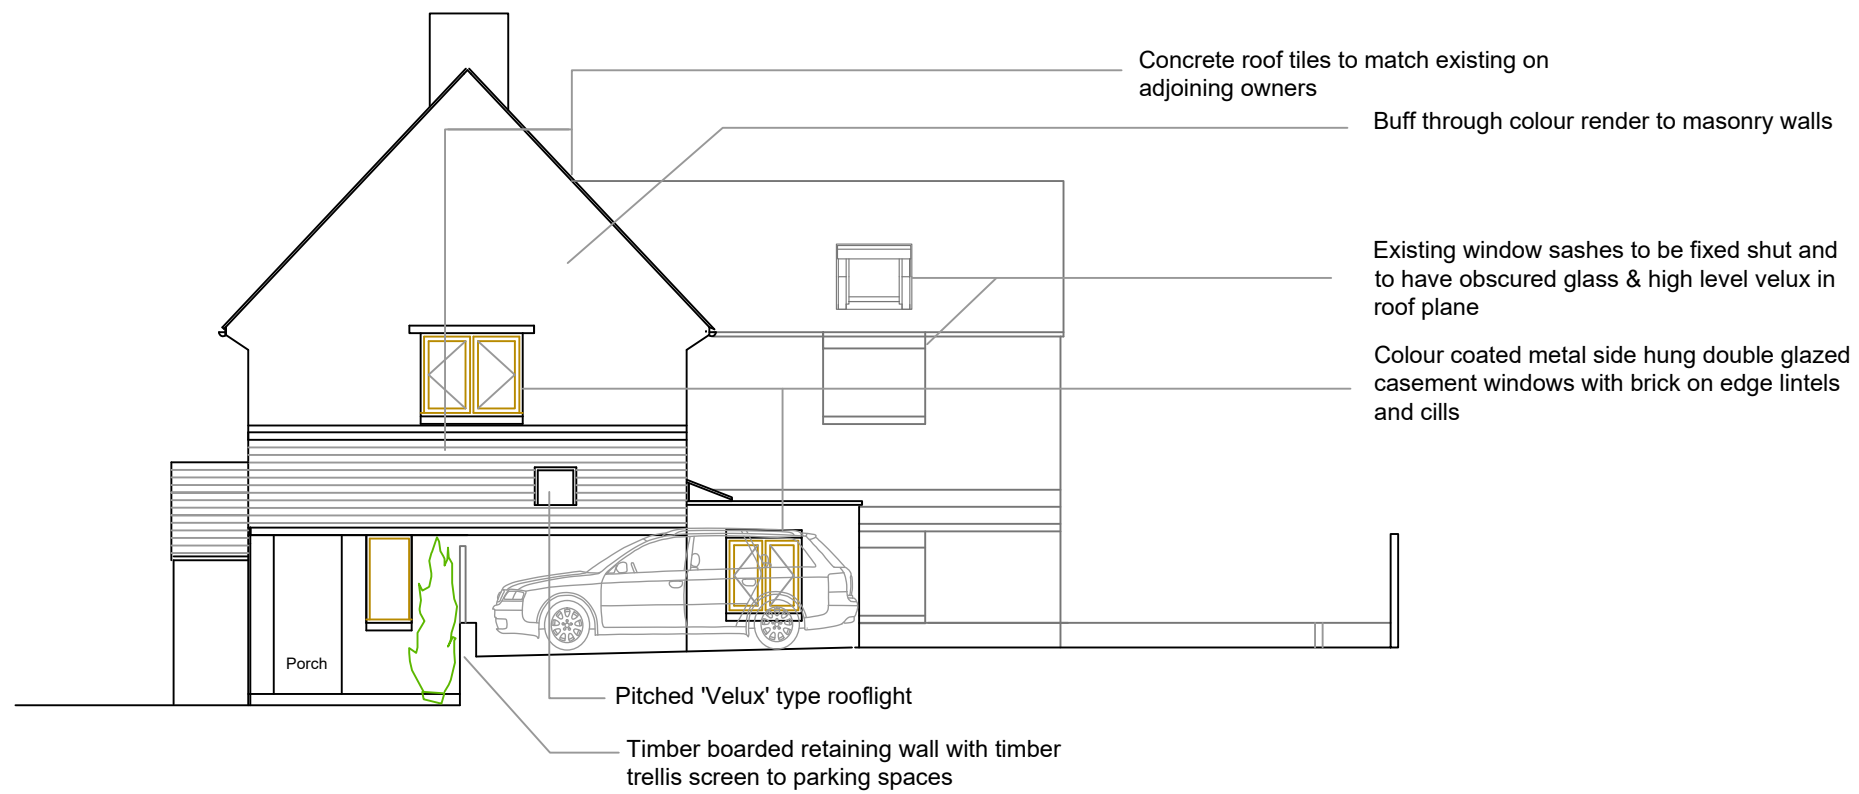 Concrete roof tiles to match existing on
adjoining owners
Buff through colour render to masonry walls
Existing window sashes to be fixed shut and
to have obscured glass & high level velux in
roof plane
Colour coated metal side hung double glazed
casement windows with brick on edge lintels
and cills
Porch
Pitched 'Velux' type rooflight
Timber boarded retaining wall with timber
trellis screen to parking spaces